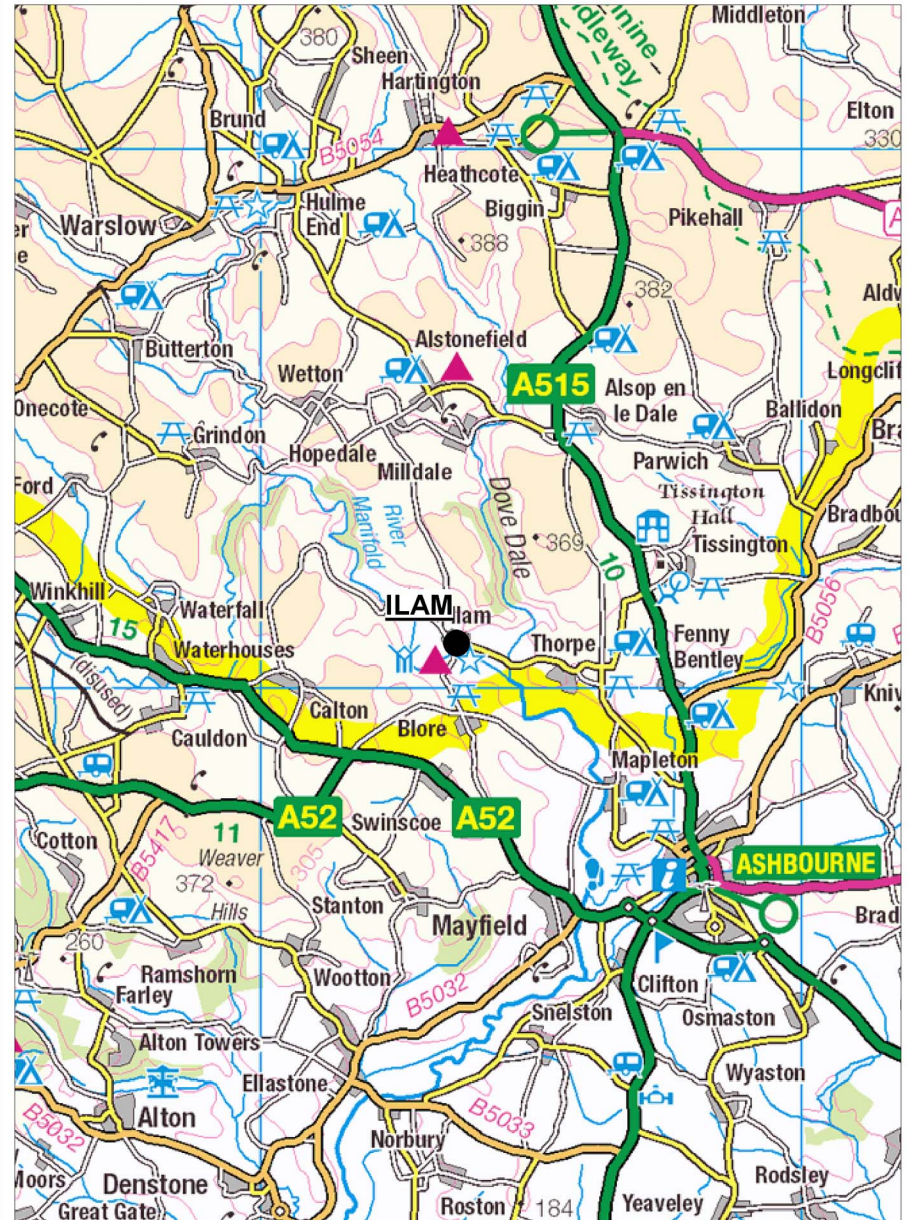 Middleton
nnine
dleway
380
Sheen
Hartington
Elton
Brund
330
B5054
Heathcote
Hulme
End
Biggin
Pikehall
A
Warslow
er
e
388
382
Aldw
Butterton
Alstonefield
Wetton
A515
Alsop en
le Dale
Longclif
Onecote
Ballidon
Bra
Grindon
Hopedale
Milldale
Parwich
Ford
River
Manifold
Dove Dale
Tissington
Hall
369
Tissington
Bradbou
10
Winkhill
Waterfall
ILAM
Ilam
B5056
15
Waterhouses
Thorpe
Fenny
Bentley
(disused)
Calton
Blore
Kniv
Cauldon
Mapleton
A52
Swinscoe
A52
Cotton
B5417
11
Weaver
305
ASHBOURNE
372
Hills
Stanton
Mayfield
i
Brad
260
Ramshorn
Farley
Wootton
B5032
Clifton
Snelston
Osmaston
Alton Towers
Ellastone
Wyaston
Alton
B5032
B5033
Norbury
Moors
Denstone
Rodsley
Great Gate
Roston
184
Yeaveley